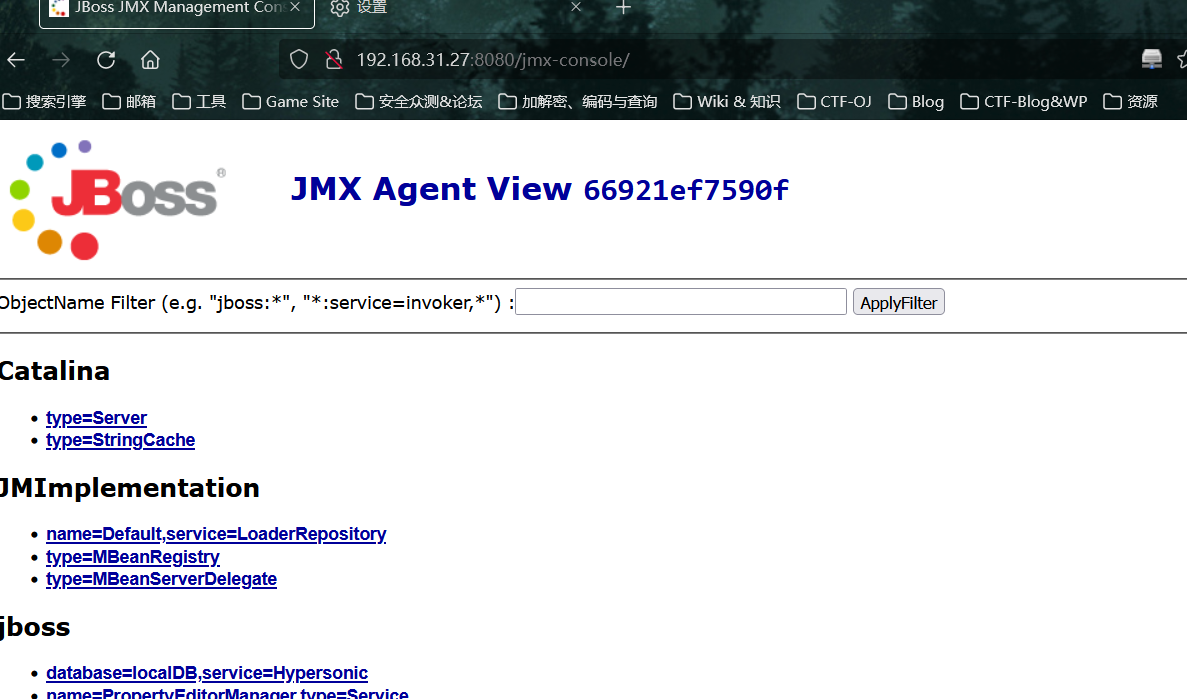 JBoss JMX Management Con
设置
192.168.31.27:8080/jmx-console/
搜索引擎
邮箱
工具
Game Site
安全众测&论坛
加解密、编码与查询
Wiki & 知识
CTF-OJ
Blog
CTF-Blog&WP
资源
JBoss®
JMX Agent View 66921ef7590f
ObjectName Filter (e.g. "jboss:*", "*:service=invoker,*") :
ApplyFilter
Catalina
type=Server
type=StringCache
JMImplementation
name=Default,service=LoaderRepository
type=MBeanRegistry
type=MBeanServerDelegate
jboss
database=localDB,service=Hypersonic
name=PropertyEditorManager,type=Service